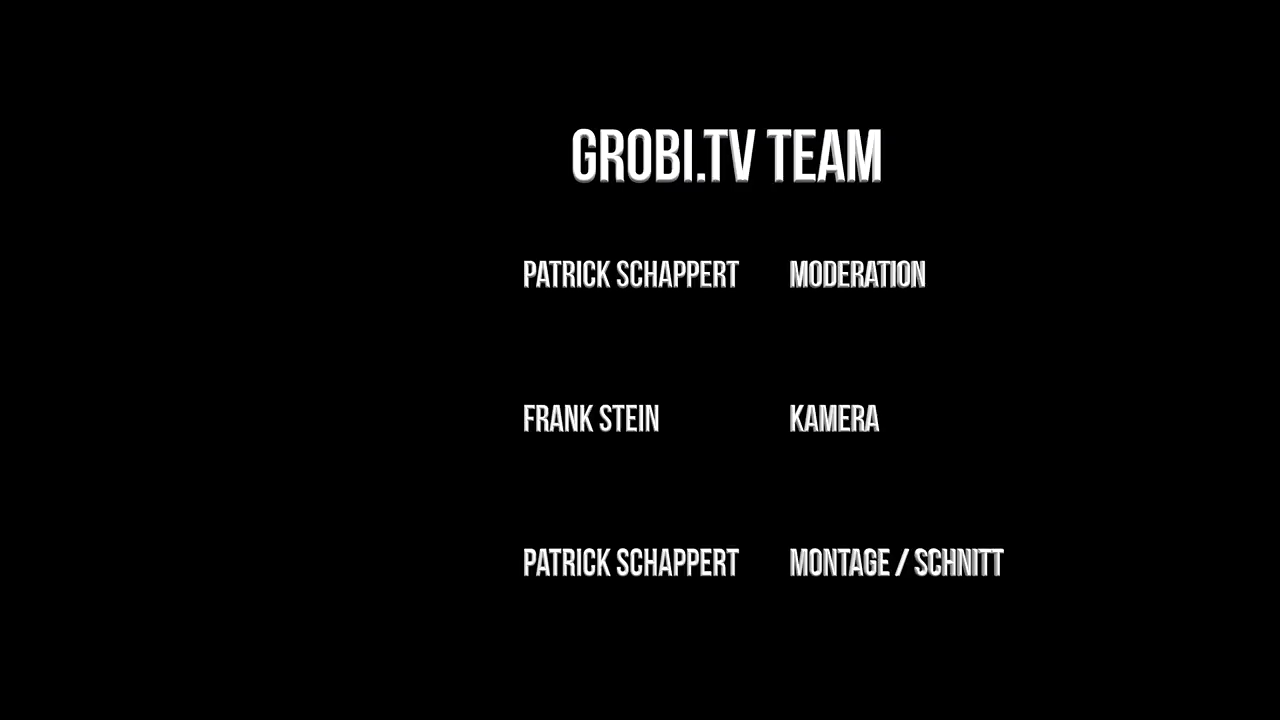 GROBI.TV TEAM
PATRICK SCHAPPERT MODERATION
FRANK STEIN KAMERA
PATRICK SCHAPPERT MONTAGE / SCHNITT